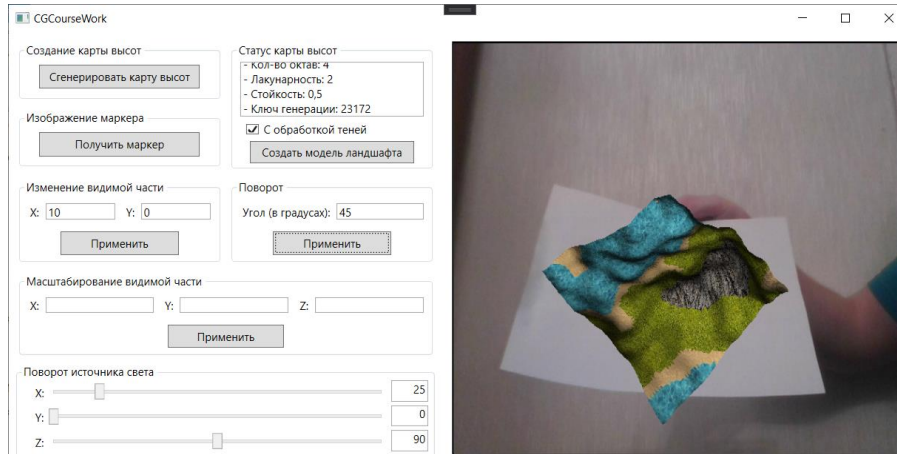 CGCourseWork
Создание карты высот
Сгенерировать карту высот
Статус карты высот
- Кол-во октав: 4
- Лакунарность: 2
- Стойкость: 0,5
- Ключ генерации: 23172
С обработкой теней
Создать модель ландшафта
Изображение маркера
Получить маркер
Изменение видимой части
X: 10 Y: 0
Применить
Поворот
Угол (в градусах): 45
Применить
Масштабирование видимой части
X: Y: Z:
Применить
Поворот источника света
X: 25
Y: 0
Z: 90